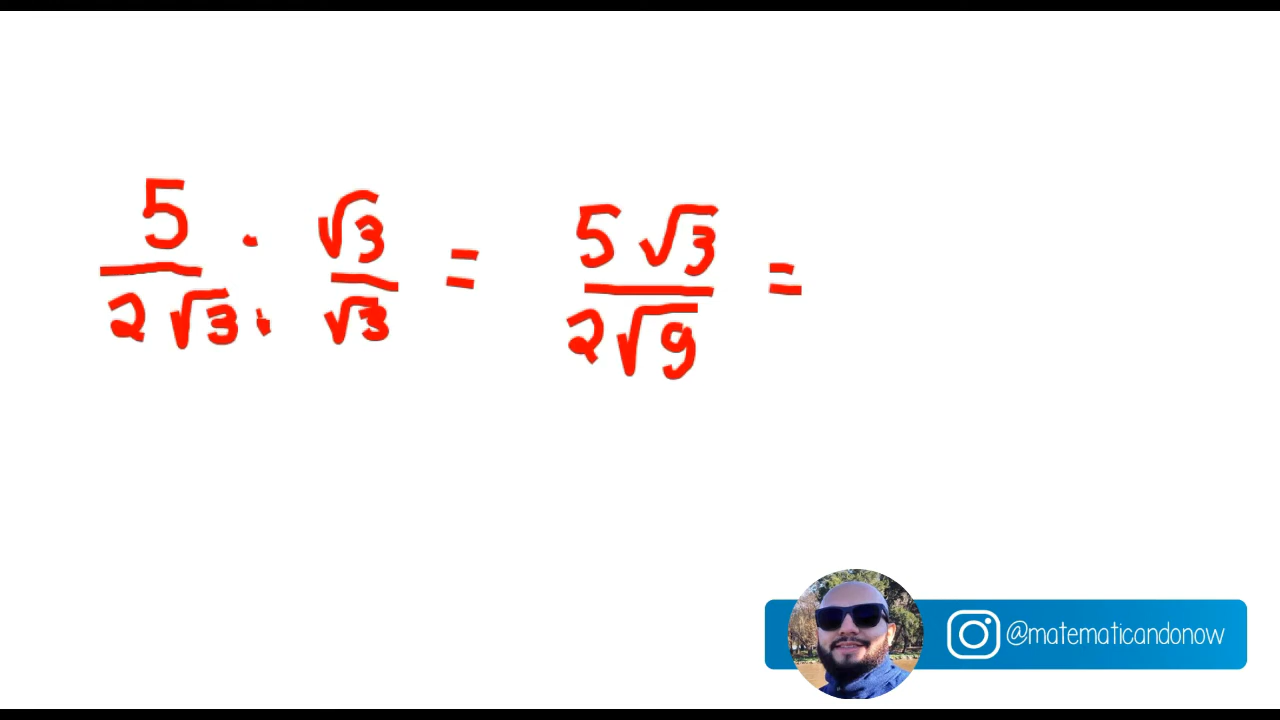 5/(2√3) · √3/√3 = 5√3/(2√9) =
@matematicandonow